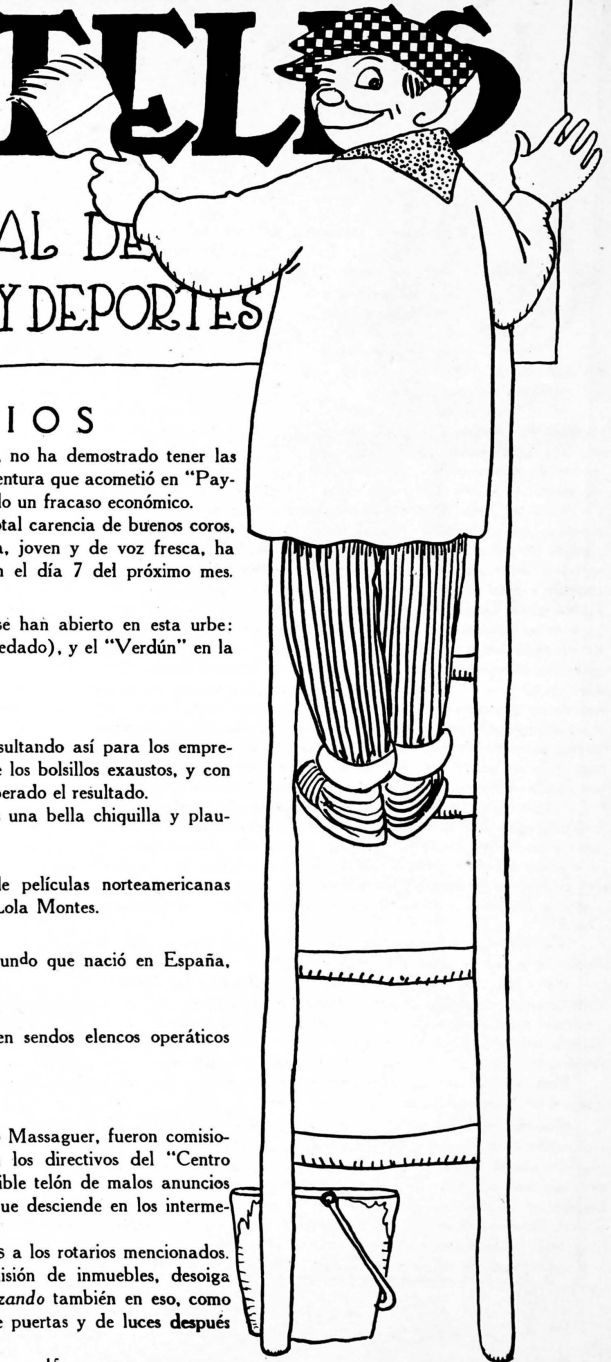 TELES
AL DE
Y DEPORTES
IOS
, no ha demostrado tener las
entura que acometió en "Pay-
do un fracaso económico.
otal carencia de buenos coros,
a, joven y de voz fresca, ha
n el día 7 del próximo mes.
se han abierto en esta urbe:
edado), y el "Verdún" en la
sultando así para los empre-
e los bolsillos exaustos, y con
perado el resultado.
una bella chiquilla y plau-
de películas norteamericanas
Lola Montes.
undo que nació en España,
en sendos elencos operáticos
Massaguer, fueron comisio-
los directivos del "Centro
ible telón de malos anuncios
que desciende en los interme-
s a los rotarios mencionados.
isión de inmuebles, desoiga
zando también en eso, como
e puertas y de luces después